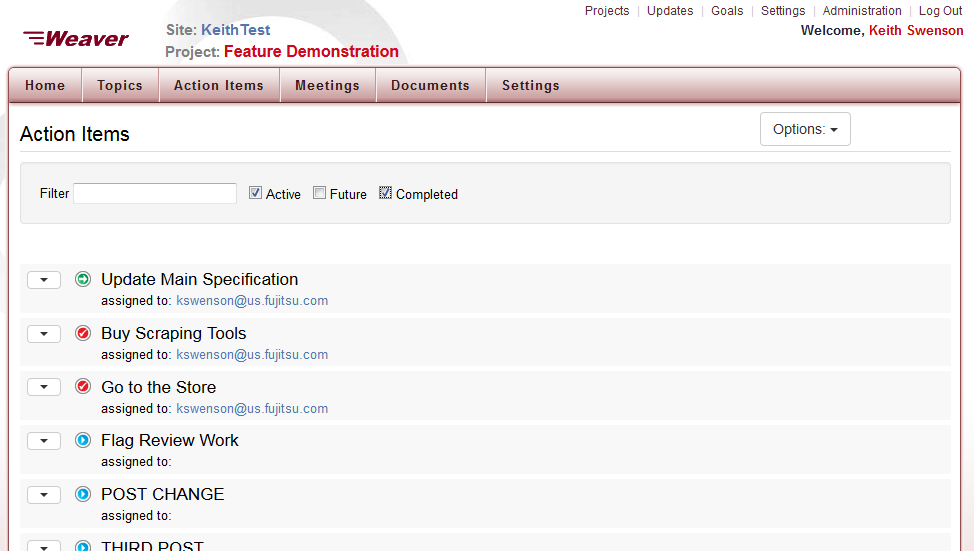 Projects | Updates | Goals | Settings | Administration | Log Out
Welcome, Keith Swenson
Weaver
Site: KeithTest
Project: Feature Demonstration
Home Topics Action Items Meetings Documents Settings
Action Items
Options:
Filter Active Future Completed
Update Main Specification
assigned to: kswenson@us.fujitsu.com
Buy Scraping Tools
assigned to: kswenson@us.fujitsu.com
Go to the Store
assigned to: kswenson@us.fujitsu.com
Flag Review Work
assigned to:
POST CHANGE
assigned to:
THIRD POST